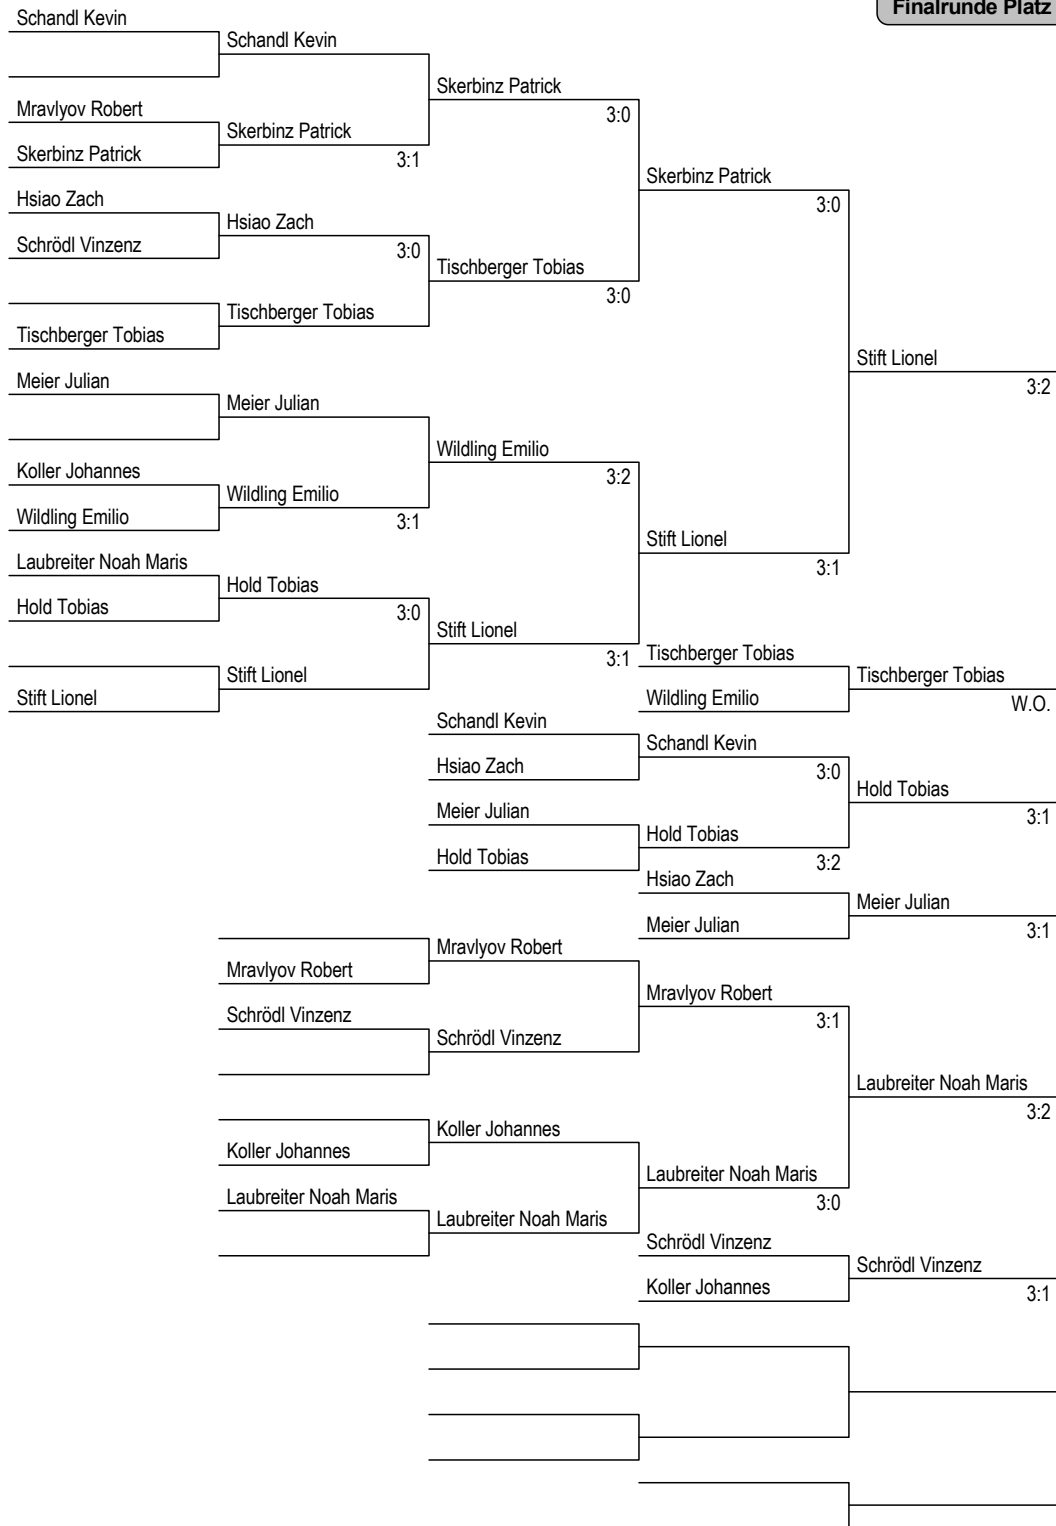 Finalrunde Platz
Schandl Kevin
Schandl Kevin
Skerbinz Patrick
3:0
Mravlyov Robert
Skerbinz Patrick
3:1
Skerbinz Patrick
Skerbinz Patrick
3:0
Hsiao Zach
Hsiao Zach
3:0
Schrödl Vinzenz
Tischberger Tobias
3:0
Tischberger Tobias
Tischberger Tobias
Stift Lionel
3:2
Meier Julian
Meier Julian
Wildling Emilio
3:2
Koller Johannes
Wildling Emilio
3:1
Wildling Emilio
Stift Lionel
3:1
Laubreiter Noah Maris
Hold Tobias
3:0
Hold Tobias
Stift Lionel
3:1
Stift Lionel
Stift Lionel
Tischberger Tobias
Tischberger Tobias
W.O.
Wildling Emilio
Schandl Kevin
Schandl Kevin
3:0
Hsiao Zach
Hold Tobias
3:1
Meier Julian
Hold Tobias
3:2
Hold Tobias
Hsiao Zach
Meier Julian
3:1
Meier Julian
Mravlyov Robert
Mravlyov Robert
Mravlyov Robert
3:1
Schrödl Vinzenz
Schrödl Vinzenz
Laubreiter Noah Maris
3:2
Koller Johannes
Koller Johannes
Laubreiter Noah Maris
3:0
Laubreiter Noah Maris
Laubreiter Noah Maris
Schrödl Vinzenz
Schrödl Vinzenz
3:1
Koller Johannes